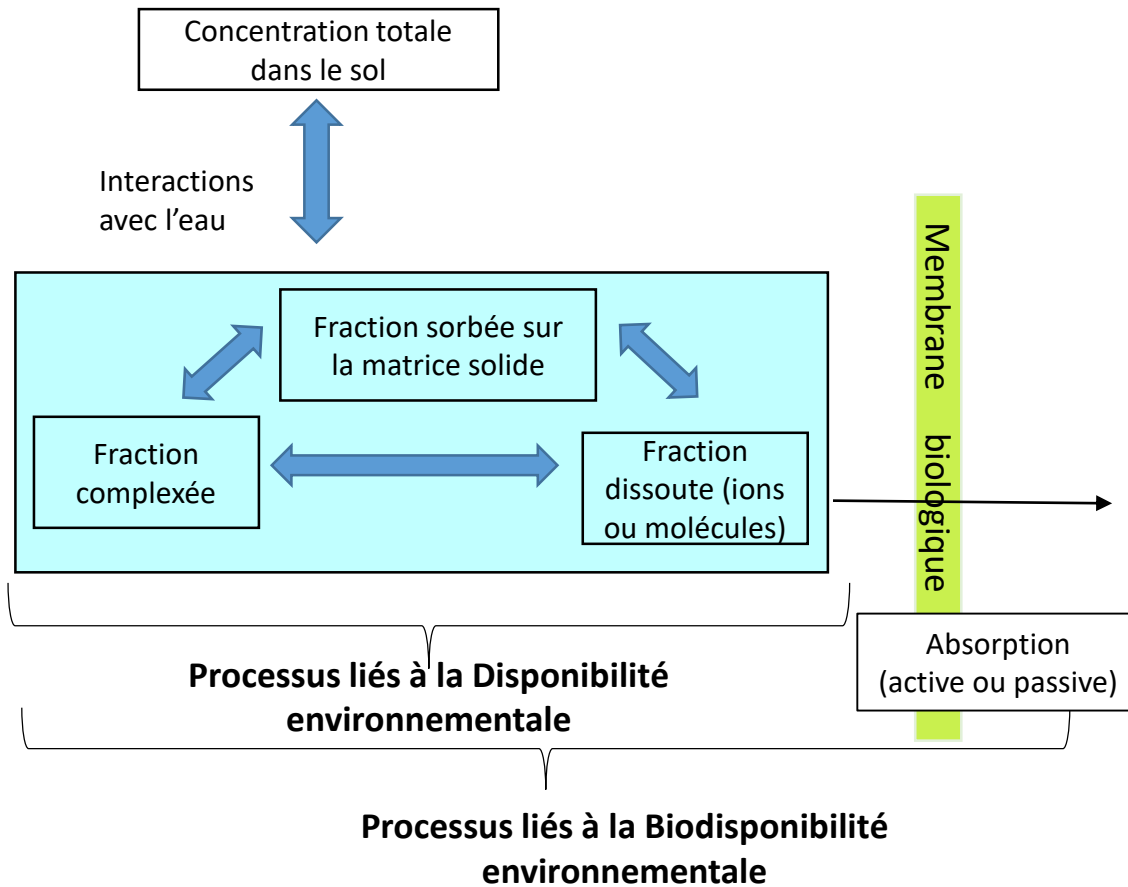 Concentration totale
dans le sol
Interactions
avec l’eau
Fraction sorbée sur
la matrice solide
Fraction
complexée
Fraction
dissoute (ions
ou molécules)
Membrane biologique
Absorption
(active ou passive)
Processus liés à la Disponibilité
environnementale
Processus liés à la Biodisponibilité
environnementale